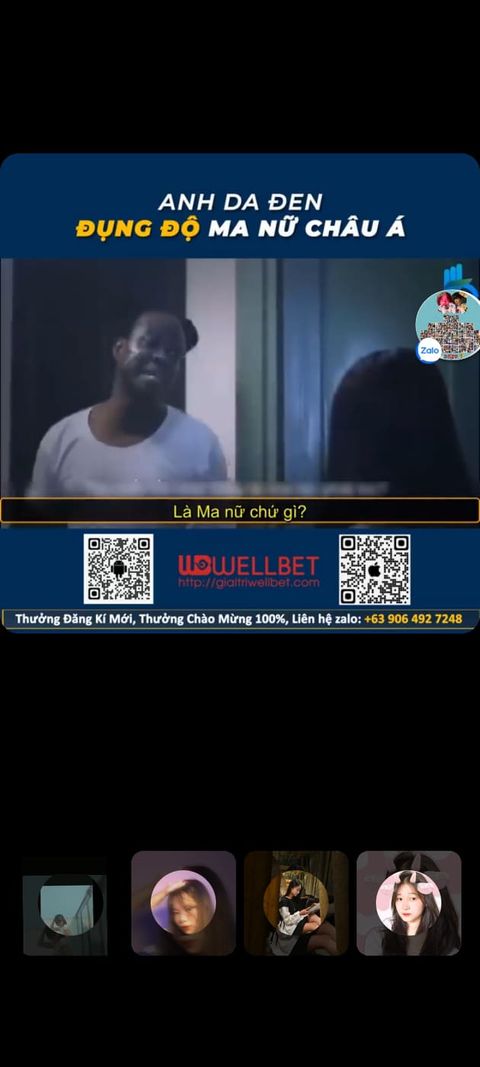 ANH DA ĐEN
ĐỤNG ĐỘ MA NỮ CHÂU Á
Zalo
Là Ma nữ chứ gì?
WELLBET
http://giaitriwellbet.com
Thưởng Đăng Kí Mới, Thưởng Chào Mừng 100%, Liên hệ zalo: +63 906 492 7248